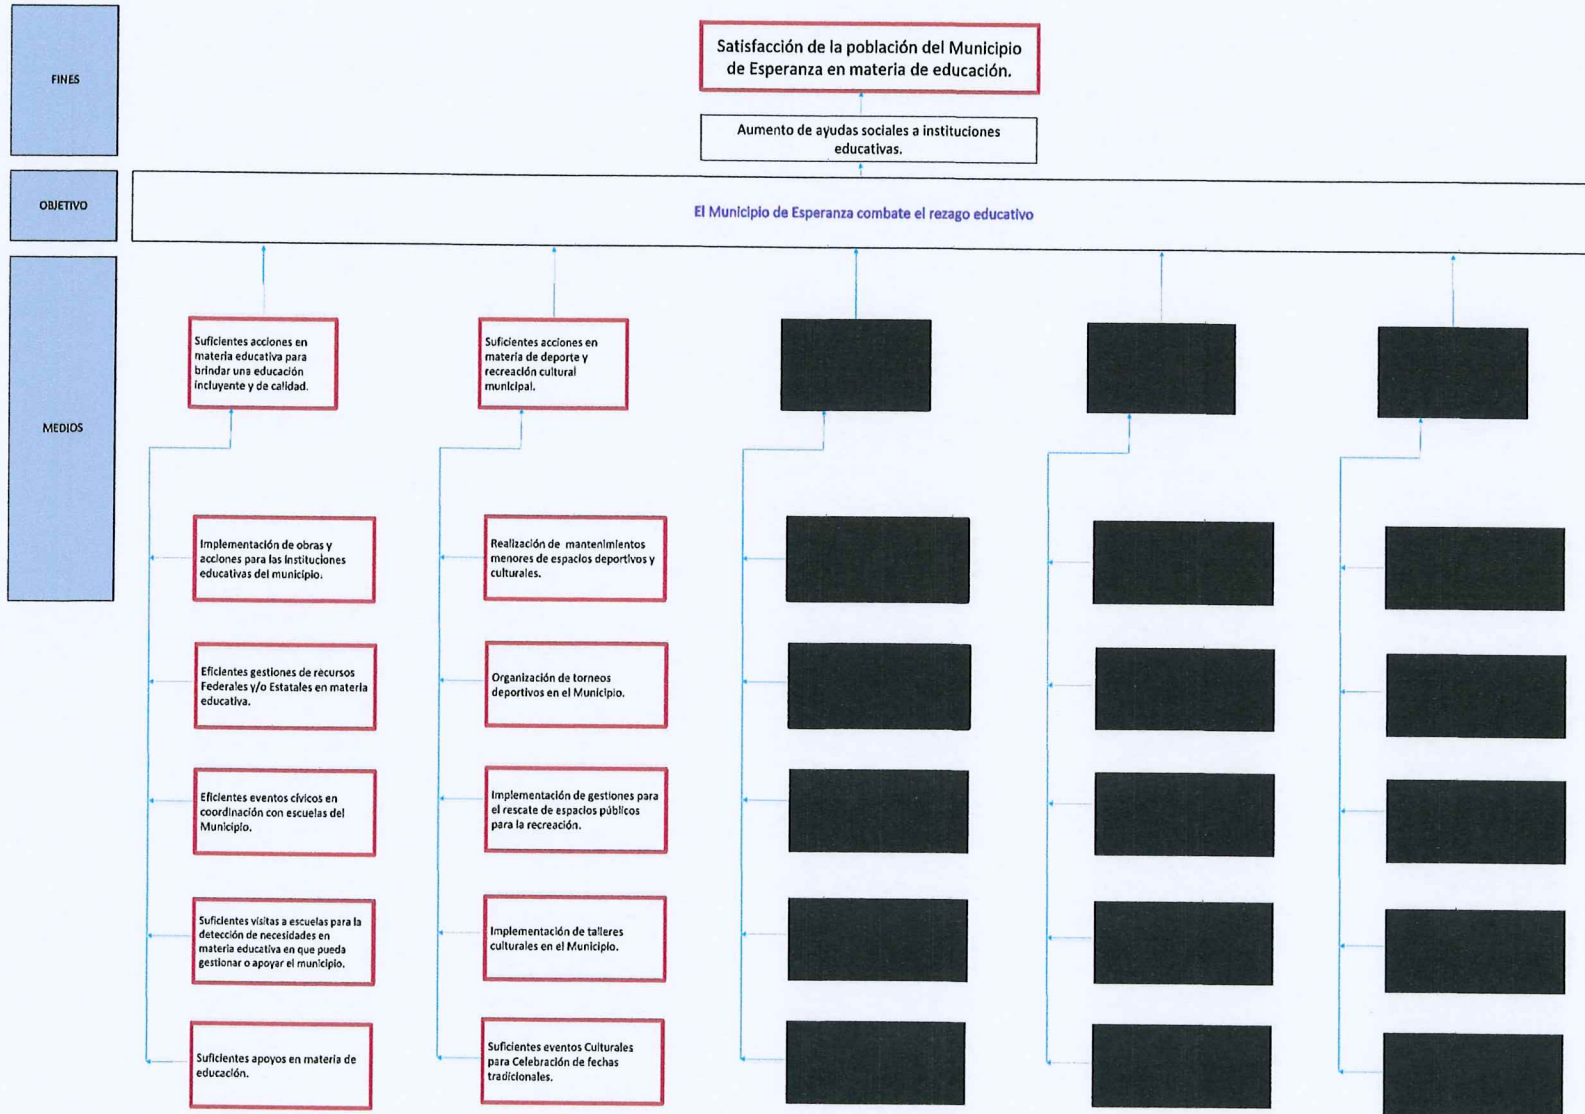 FINES
Satisfacción de la población del Municipio
de Esperanza en materia de educación.
Aumento de ayudas sociales a instituciones
educativas.
OBJETIVO
El Municipio de Esperanza combate el rezago educativo
MEDIOS
Suficientes acciones en
materia educativa para
brindar una educación
incluyente y de calidad.
Implementación de obras y
acciones para las instituciones
educativas del municipio.
Eficientes gestiones de recursos
Federales y/o Estatales en materia
educativa.
Eficientes eventos cívicos en
coordinación con escuelas del
Municipio.
Suficientes visitas a escuelas para la
detección de necesidades en
materia educativa en que pueda
gestionar o apoyar el municipio.
Suficientes apoyos en materia de
educación.
Suficientes acciones en
materia de deporte y
recreación cultural
municipal.
Realización de mantenimientos
menores de espacios deportivos y
culturales.
Organización de torneos
deportivos en el Municipio.
Implementación de gestiones para
el rescate de espacios públicos
para la recreación.
Implementación de talleres
culturales en el Municipio.
Suficientes eventos Culturales
para Celebración de fechas
tradicionales.